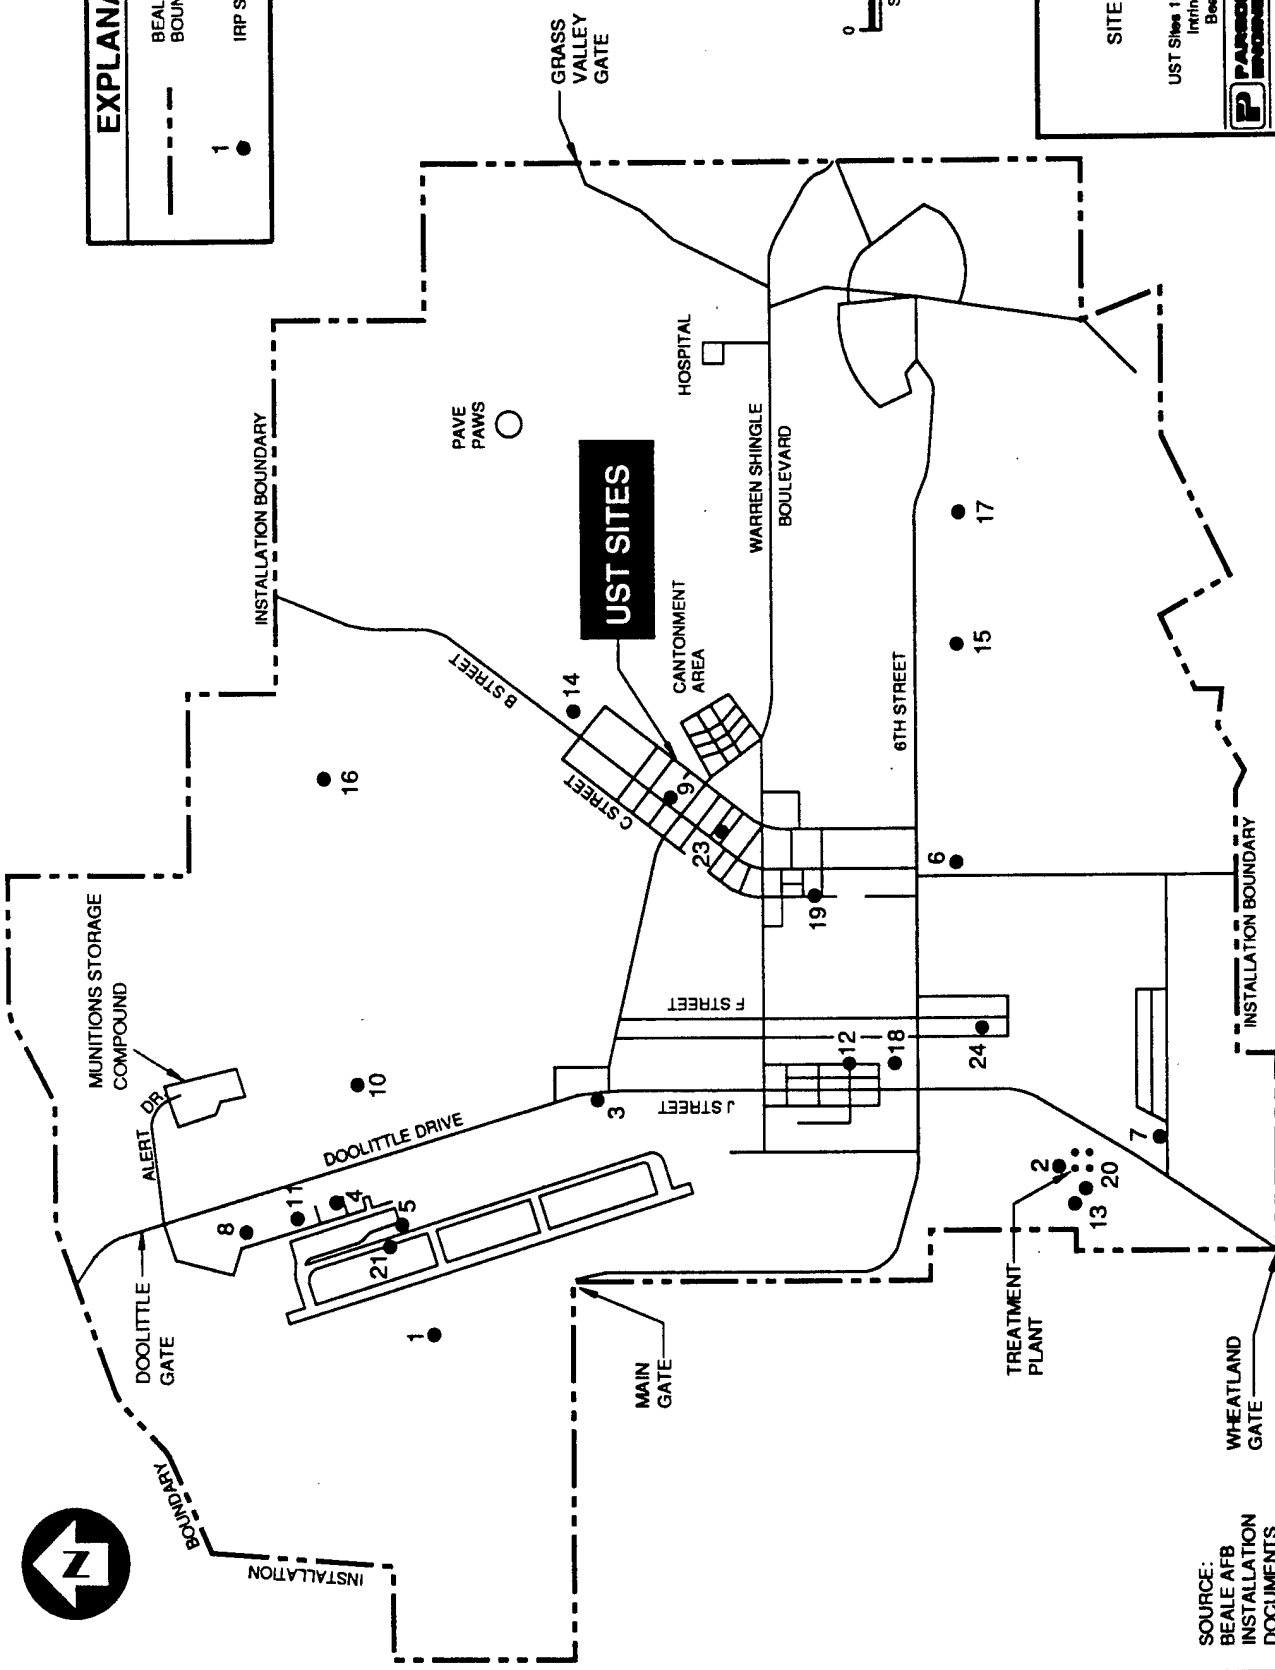 EXPLANA
BEAL
BOUN
1
IRP S
GRASS
VALLEY
GATE
0
S
SITE
UST Sites 1
Intrin
Bea
PARSO
ENGINE
INSTALLATION BOUNDARY
PAVE
PAWS
HOSPITAL
UST SITES
WARREN SHINGLE
BOULEVARD
CANTONMENT
AREA
B STREET
C STREET
14
16
9
23
17
15
6TH STREET
6
19
MUNITIONS STORAGE
COMPOUND
ALERT
DR.
10
DOOLITTLE DRIVE
3
F STREET
J STREET
12
18
24
INSTALLATION BOUNDARY
8
11
4
5
21
1
7
2
20
13
DOOLITTLE
GATE
MAIN
GATE
TREATMENT
PLANT
WHEATLAND
GATE
INSTALLATION
BOUNDARY
N
SOURCE:
BEALE AFB
INSTALLATION
DOCUMENTS